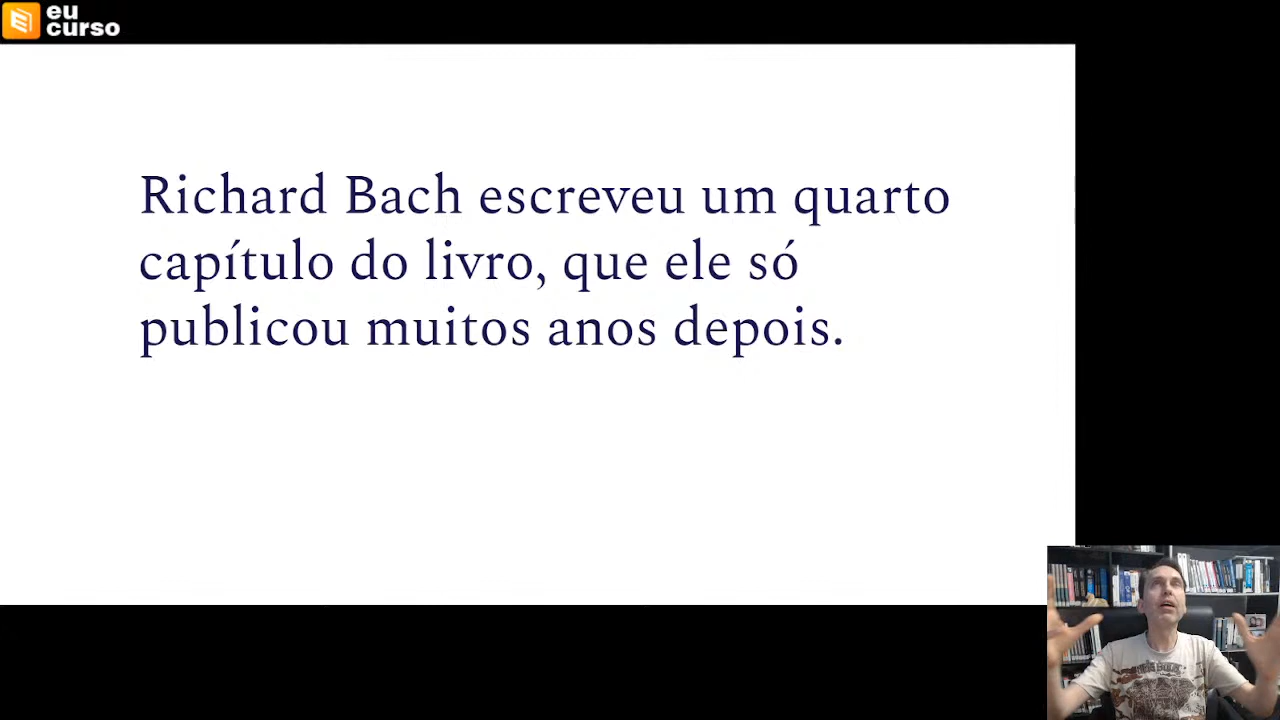 eu
curso
Richard Bach escreveu um quarto
capítulo do livro, que ele só
publicou muitos anos depois.